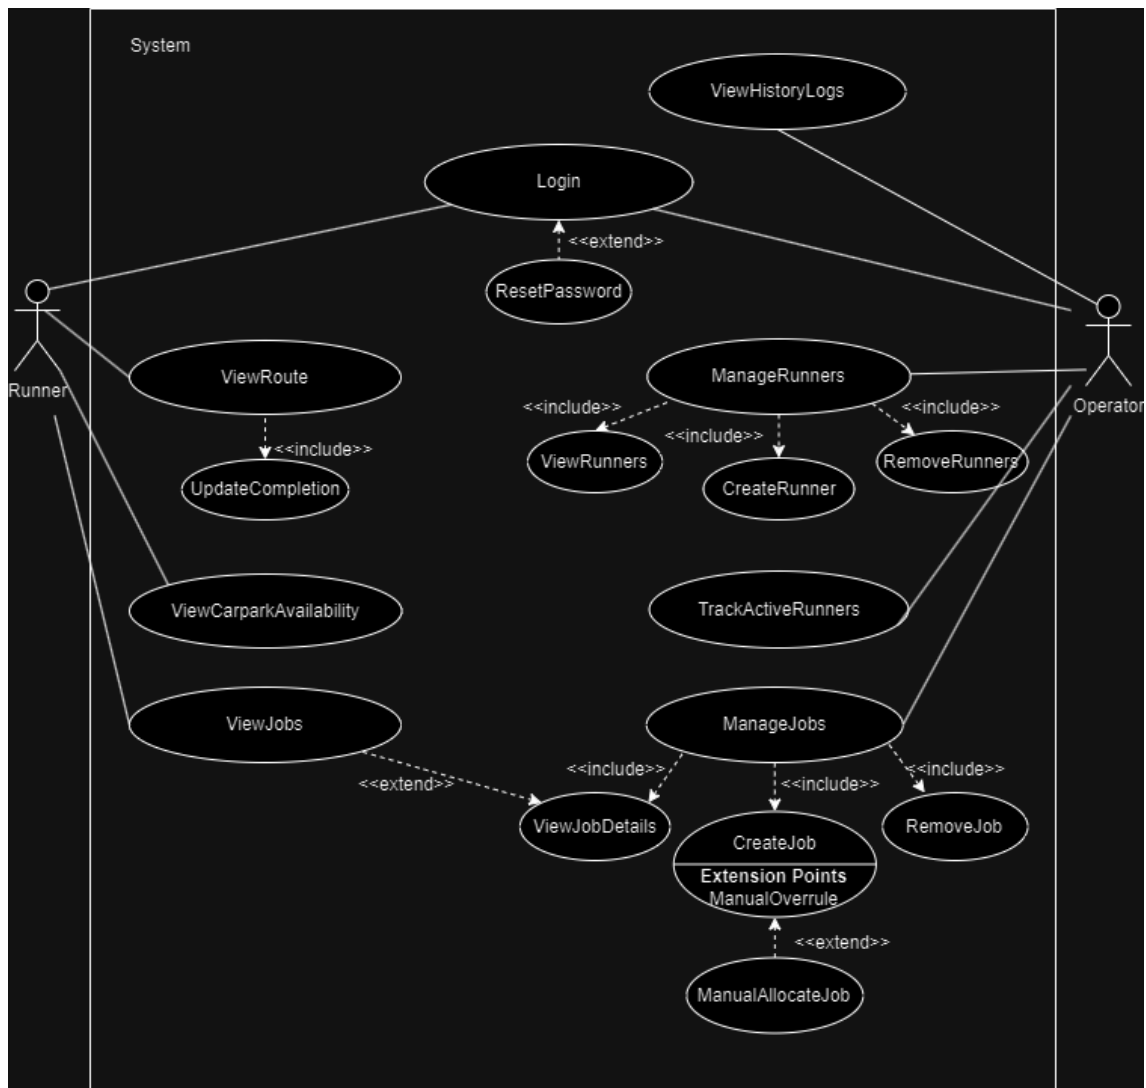 System
ViewHistoryLogs
Login
<<extend>>
ResetPassword
Runner
Operator
ViewRoute
<<include>>
UpdateCompletion
ManageRunners
<<include>>
<<include>>
<<include>>
ViewRunners
CreateRunner
RemoveRunners
ViewCarparkAvailability
TrackActiveRunners
ViewJobs
<<extend>>
ManageJobs
<<include>>
<<include>>
<<include>>
ViewJobDetails
CreateJob
Extension Points
ManualOverrule
RemoveJob
<<extend>>
ManualAllocateJob